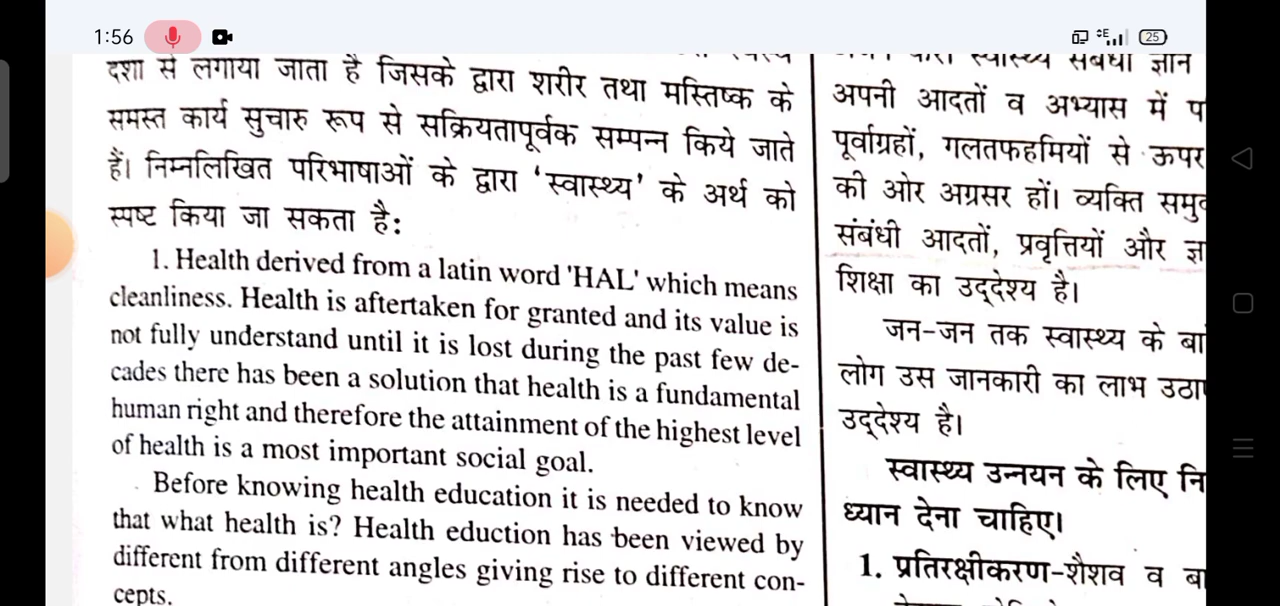 1:56
25
दशा से लगाया जाता है जिसके द्वारा शरीर तथा मस्तिष्क के
समस्त कार्य सुचारु रूप से सक्रियतापूर्वक सम्पन्न किये जाते
हैं। निम्नलिखित परिभाषाओं के द्वारा 'स्वास्थ्य' के अर्थ को
स्पष्ट किया जा सकता है:
1. Health derived from a latin word 'HAL' which means
cleanliness. Health is aftertaken for granted and its value is
not fully understand until it is lost during the past few de-
cades there has been a solution that health is a fundamental
human right and therefore the attainment of the highest level
of health is a most important social goal.
Before knowing health education it is needed to know
that what health is? Health eduction has been viewed by
different from different angles giving rise to different con-
cepts.
स्वास्थ्य संबंधी ज्ञान
अपनी आदतों व अभ्यास में
पूर्वाग्रहों, गलतफहमियों से ऊपर
की ओर अग्रसर हों। व्यक्ति
संबंधी आदतों, प्रवृत्तियों और
शिक्षा का उद्देश्य है।
जन-जन तक स्वास्थ्य के
लोग उस जानकारी का लाभ
उद्देश्य है।
स्वास्थ्य उन्नयन के लिए
ध्यान देना चाहिए।
1. प्रतिरक्षीकरण-शैशव व